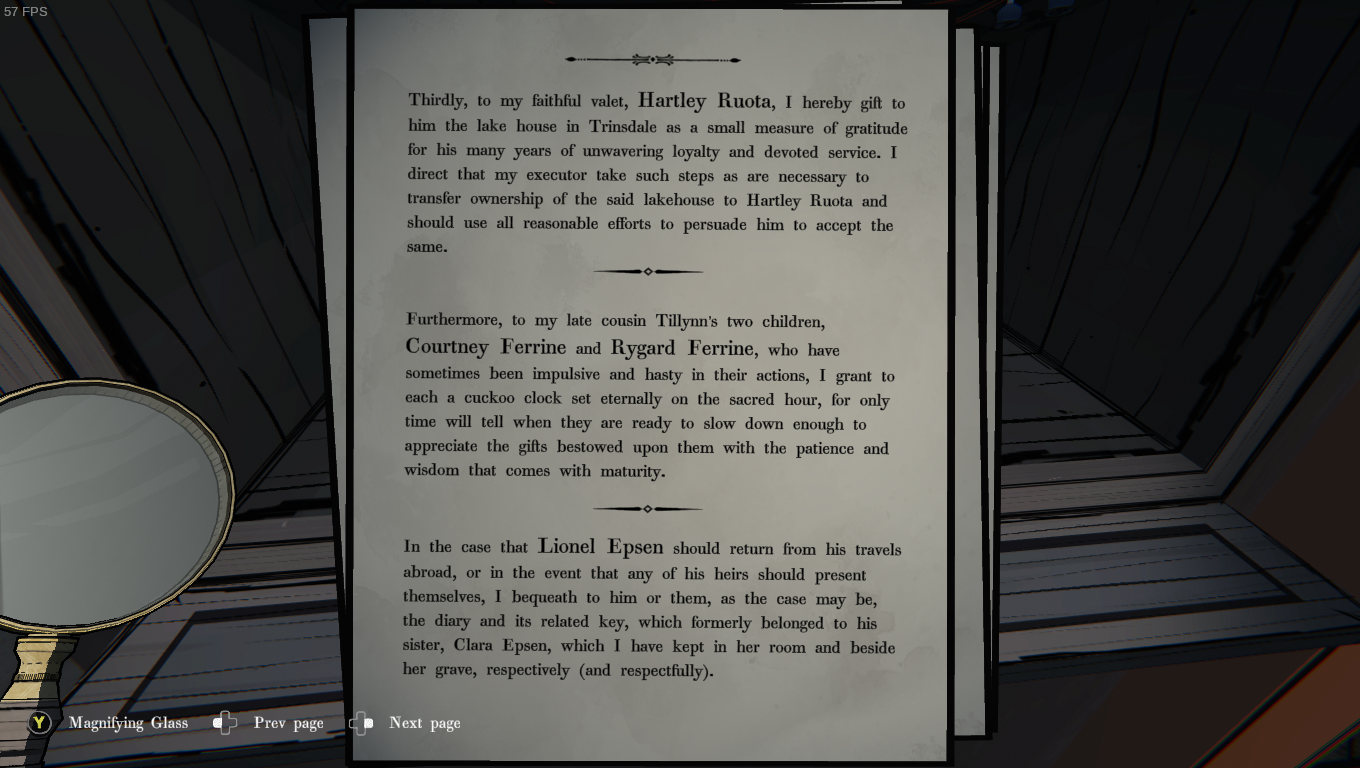 57 FPS
Thirdly, to my faithful valet, Hartley Ruota, I hereby gift to
him the lake house in Trinsdale as a small measure of gratitude
for his many years of unwavering loyalty and devoted service. I
direct that my executor take such steps as are necessary to
transfer ownership of the said lakehouse to Hartley Ruota and
should use all reasonable efforts to persuade him to accept the
same.
Furthermore, to my late cousin Tillynn's two children,
Courtney Ferrine and Rygard Ferrine, who have
sometimes been impulsive and hasty in their actions, I grant to
each a cuckoo clock set eternally on the sacred hour, for only
time will tell when they are ready to slow down enough to
appreciate the gifts bestowed upon them with the patience and
wisdom that comes with maturity.
In the case that Lionel Epsen should return from his travels
abroad, or in the event that any of his heirs should present
themselves, I bequeath to him or them, as the case may be,
the diary and its related key, which formerly belonged to his
sister, Clara Epsen, which I have kept in her room and beside
her grave, respectively (and respectfully).
Y Magnifying Glass Prev page Next page